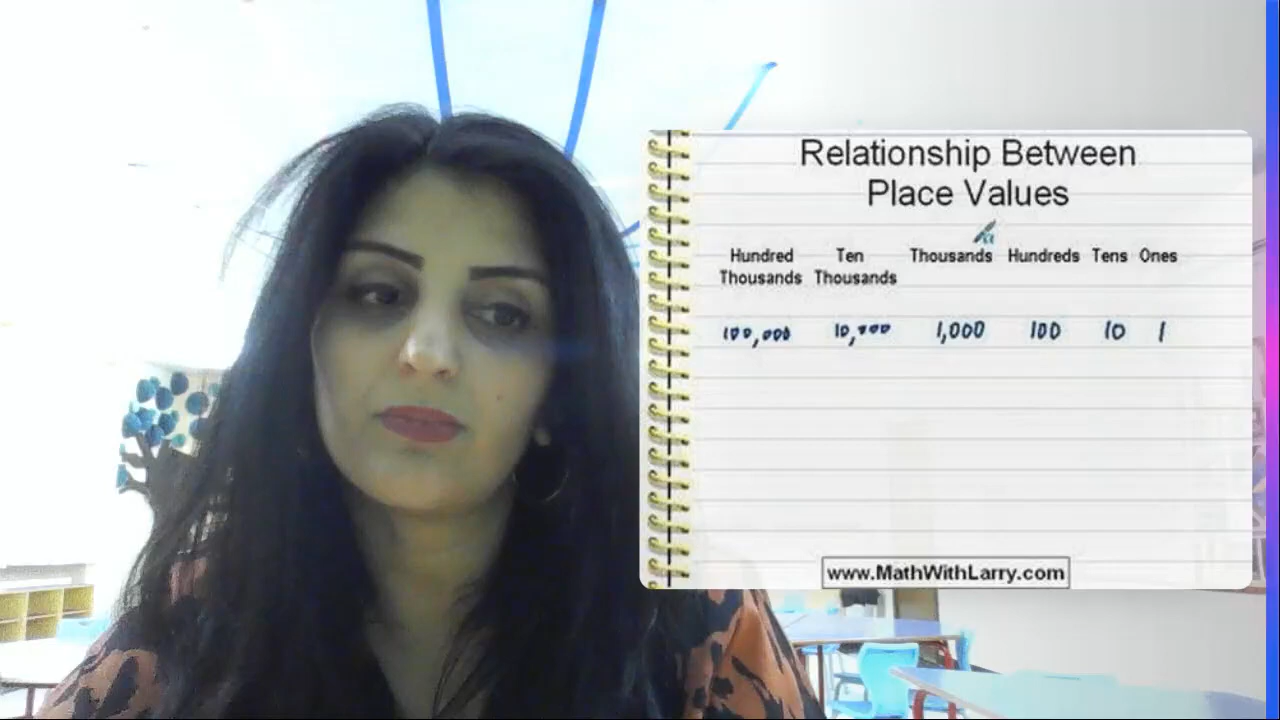 Relationship Between
Place Values
Hundred Thousands Ten Thousands Thousands Hundreds Tens Ones
100,000 10,000 1,000 100 10 1
www.MathWithLarry.com